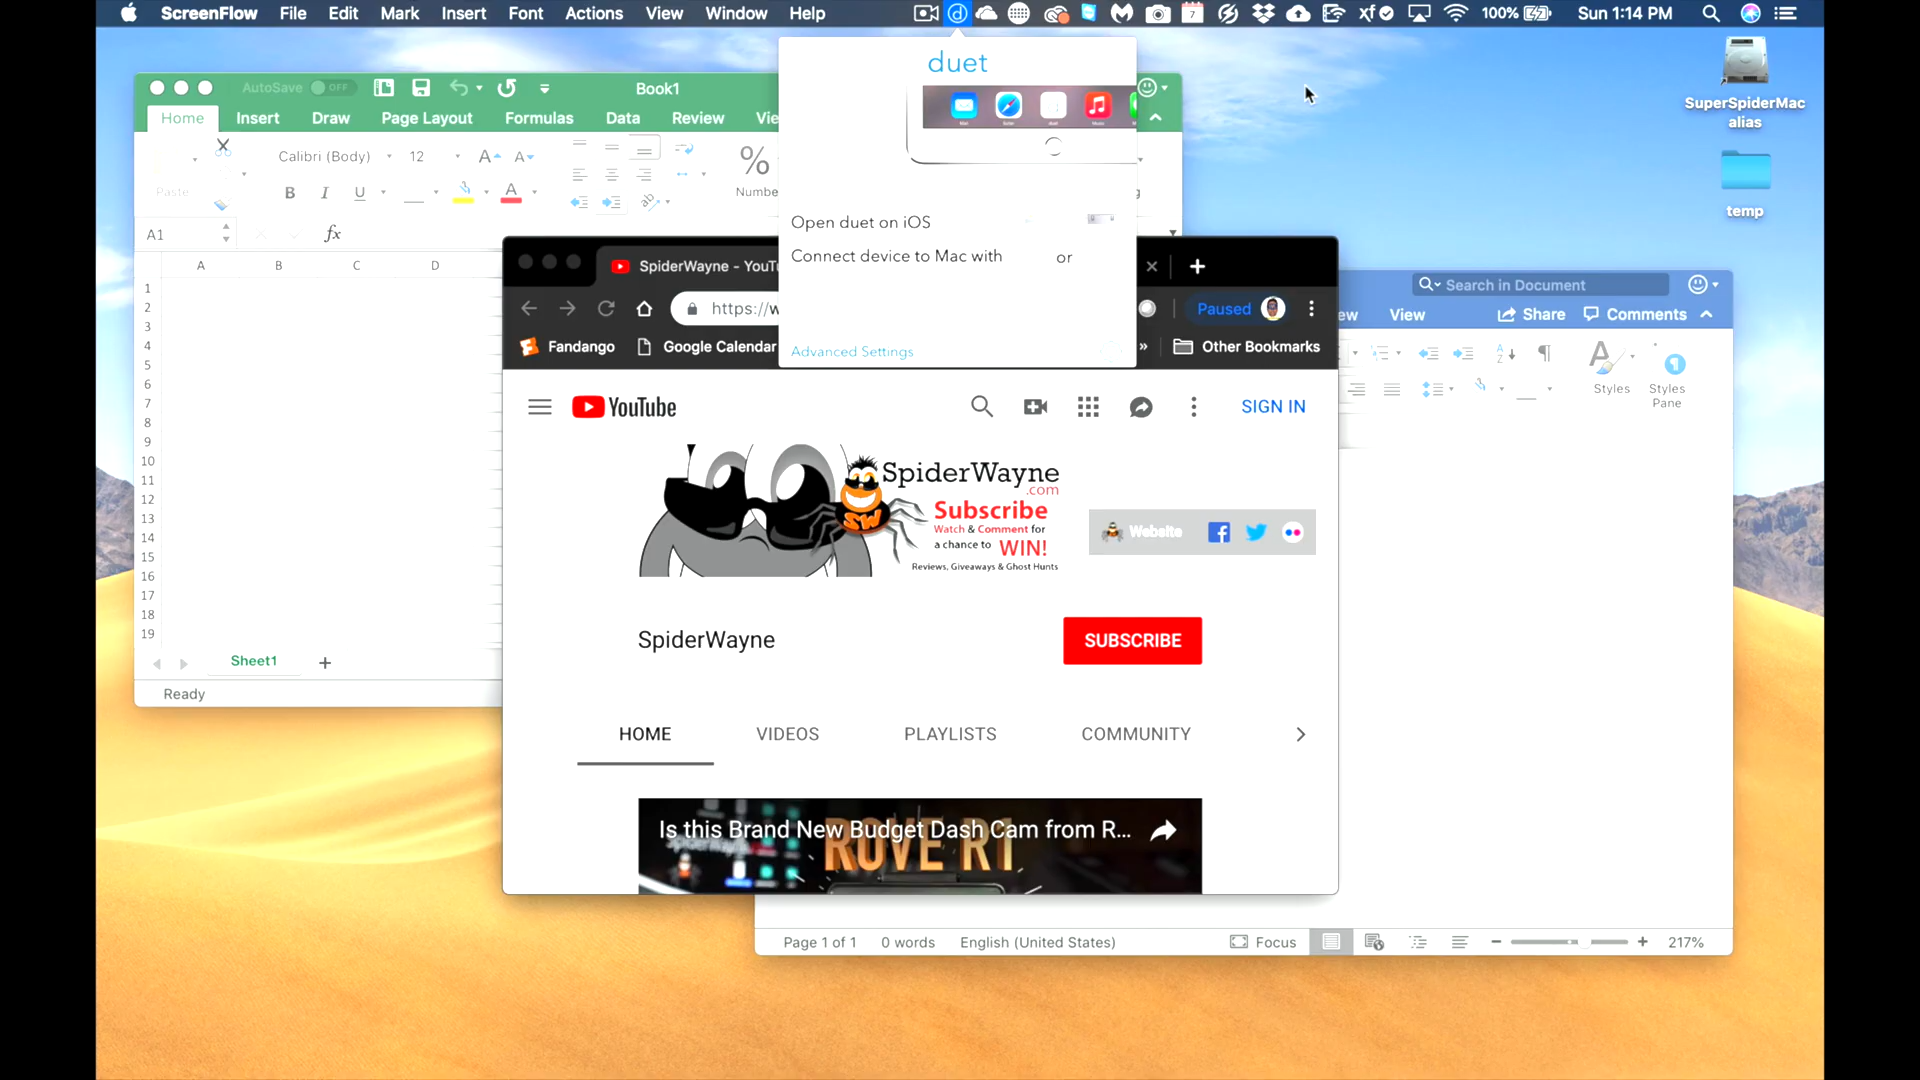 ScreenFlow File Edit Mark Insert Font Actions View Window Help
7 xf 100% Sun 1:14 PM
SuperSpiderMac
alias
temp
AutoSave OFF
Book1
Home Insert Draw Page Layout Formulas Data Review
Paste
Calibri (Body) 12
B I U
%
A1
fx
A B C D
1
2
3
4
5
6
7
8
9
10
11
12
13
14
15
16
17
18
19
Sheet1 +
Ready
duet
Open duet on iOS
Connect device to Mac with or
Advanced Settings
SpiderWayne - YouT
https://w
Paused
Fandango
Google Calendar
» Other Bookmarks
YouTube
SIGN IN
SpiderWayne
.com
Subscribe
Watch & Comment for
a chance to WIN!
Reviews, Giveaways & Ghost Hunts
SW
Website
SpiderWayne
SUBSCRIBE
HOME VIDEOS PLAYLISTS COMMUNITY
Is this Brand New Budget Dash Cam from R...
ROVE R1
Search in Document
View
Share
Comments
Styles
Styles
Pane
Page 1 of 1 0 words English (United States)
Focus
217%